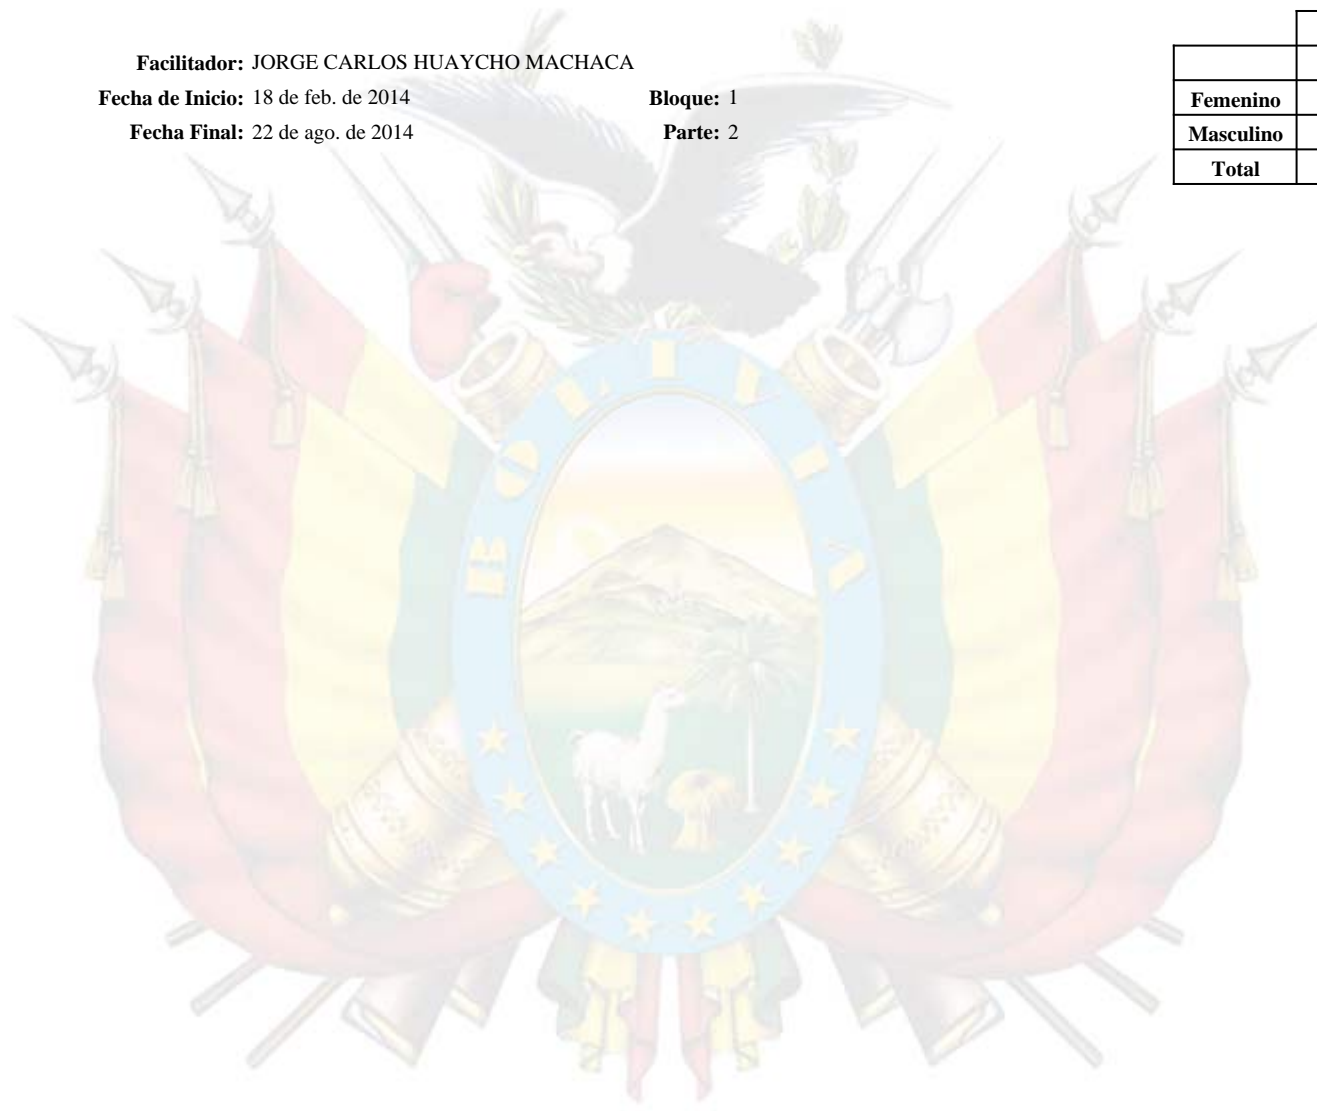 Facilitador: JORGE CARLOS HUAYCHO MACHACA
Fecha de Inicio: 18 de feb. de 2014 Bloque: 1
Fecha Final: 22 de ago. de 2014 Parte: 2
Femenino
Masculino
Total
BOLIVIA